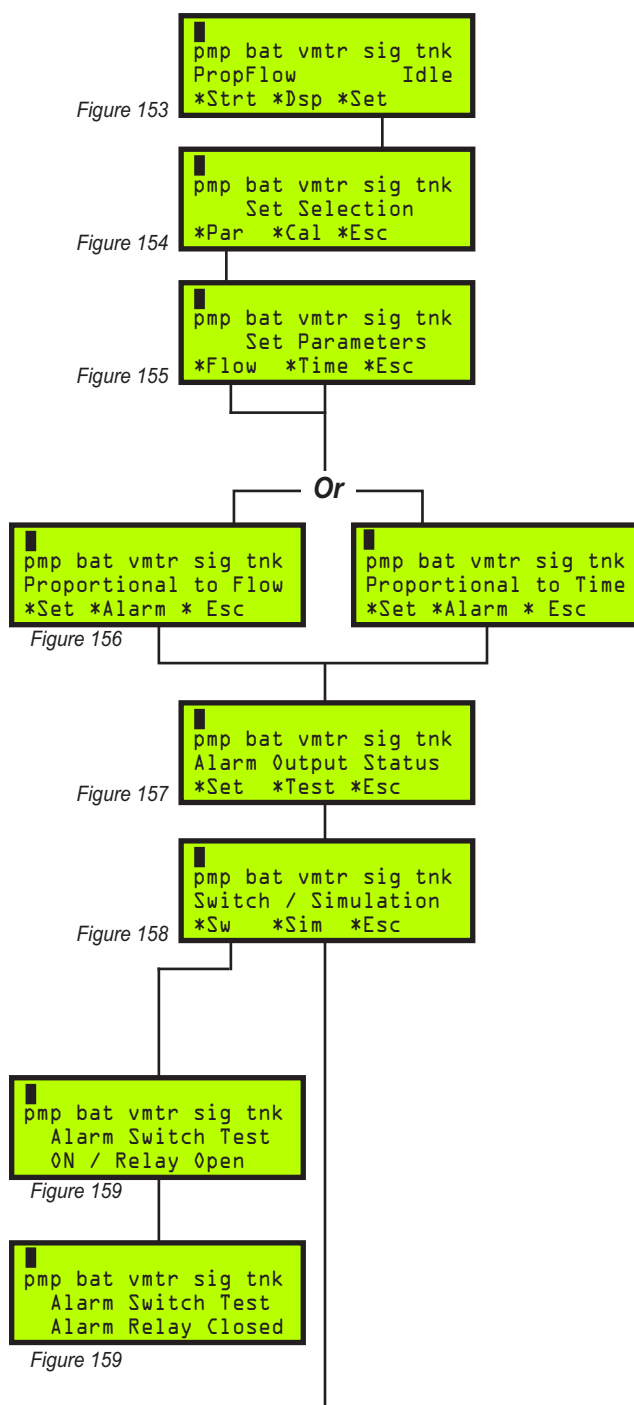 pmp bat vmtr sig tnk
PropFlow Idle
*Strt *Dsp *Set
Figure 153
pmp bat vmtr sig tnk
Set Selection
*Par *Cal *Esc
Figure 154
pmp bat vmtr sig tnk
Set Parameters
*Flow *Time *Esc
Figure 155
Or
pmp bat vmtr sig tnk
Proportional to Flow
*Set *Alarm * Esc
Figure 156
pmp bat vmtr sig tnk
Proportional to Time
*Set *Alarm * Esc
pmp bat vmtr sig tnk
Alarm Output Status
*Set *Test *Esc
Figure 157
pmp bat vmtr sig tnk
Switch / Simulation
*Sw *Sim *Esc
Figure 158
pmp bat vmtr sig tnk
Alarm Switch Test
ON / Relay Open
Figure 159
pmp bat vmtr sig tnk
Alarm Switch Test
Alarm Relay Closed
Figure 159